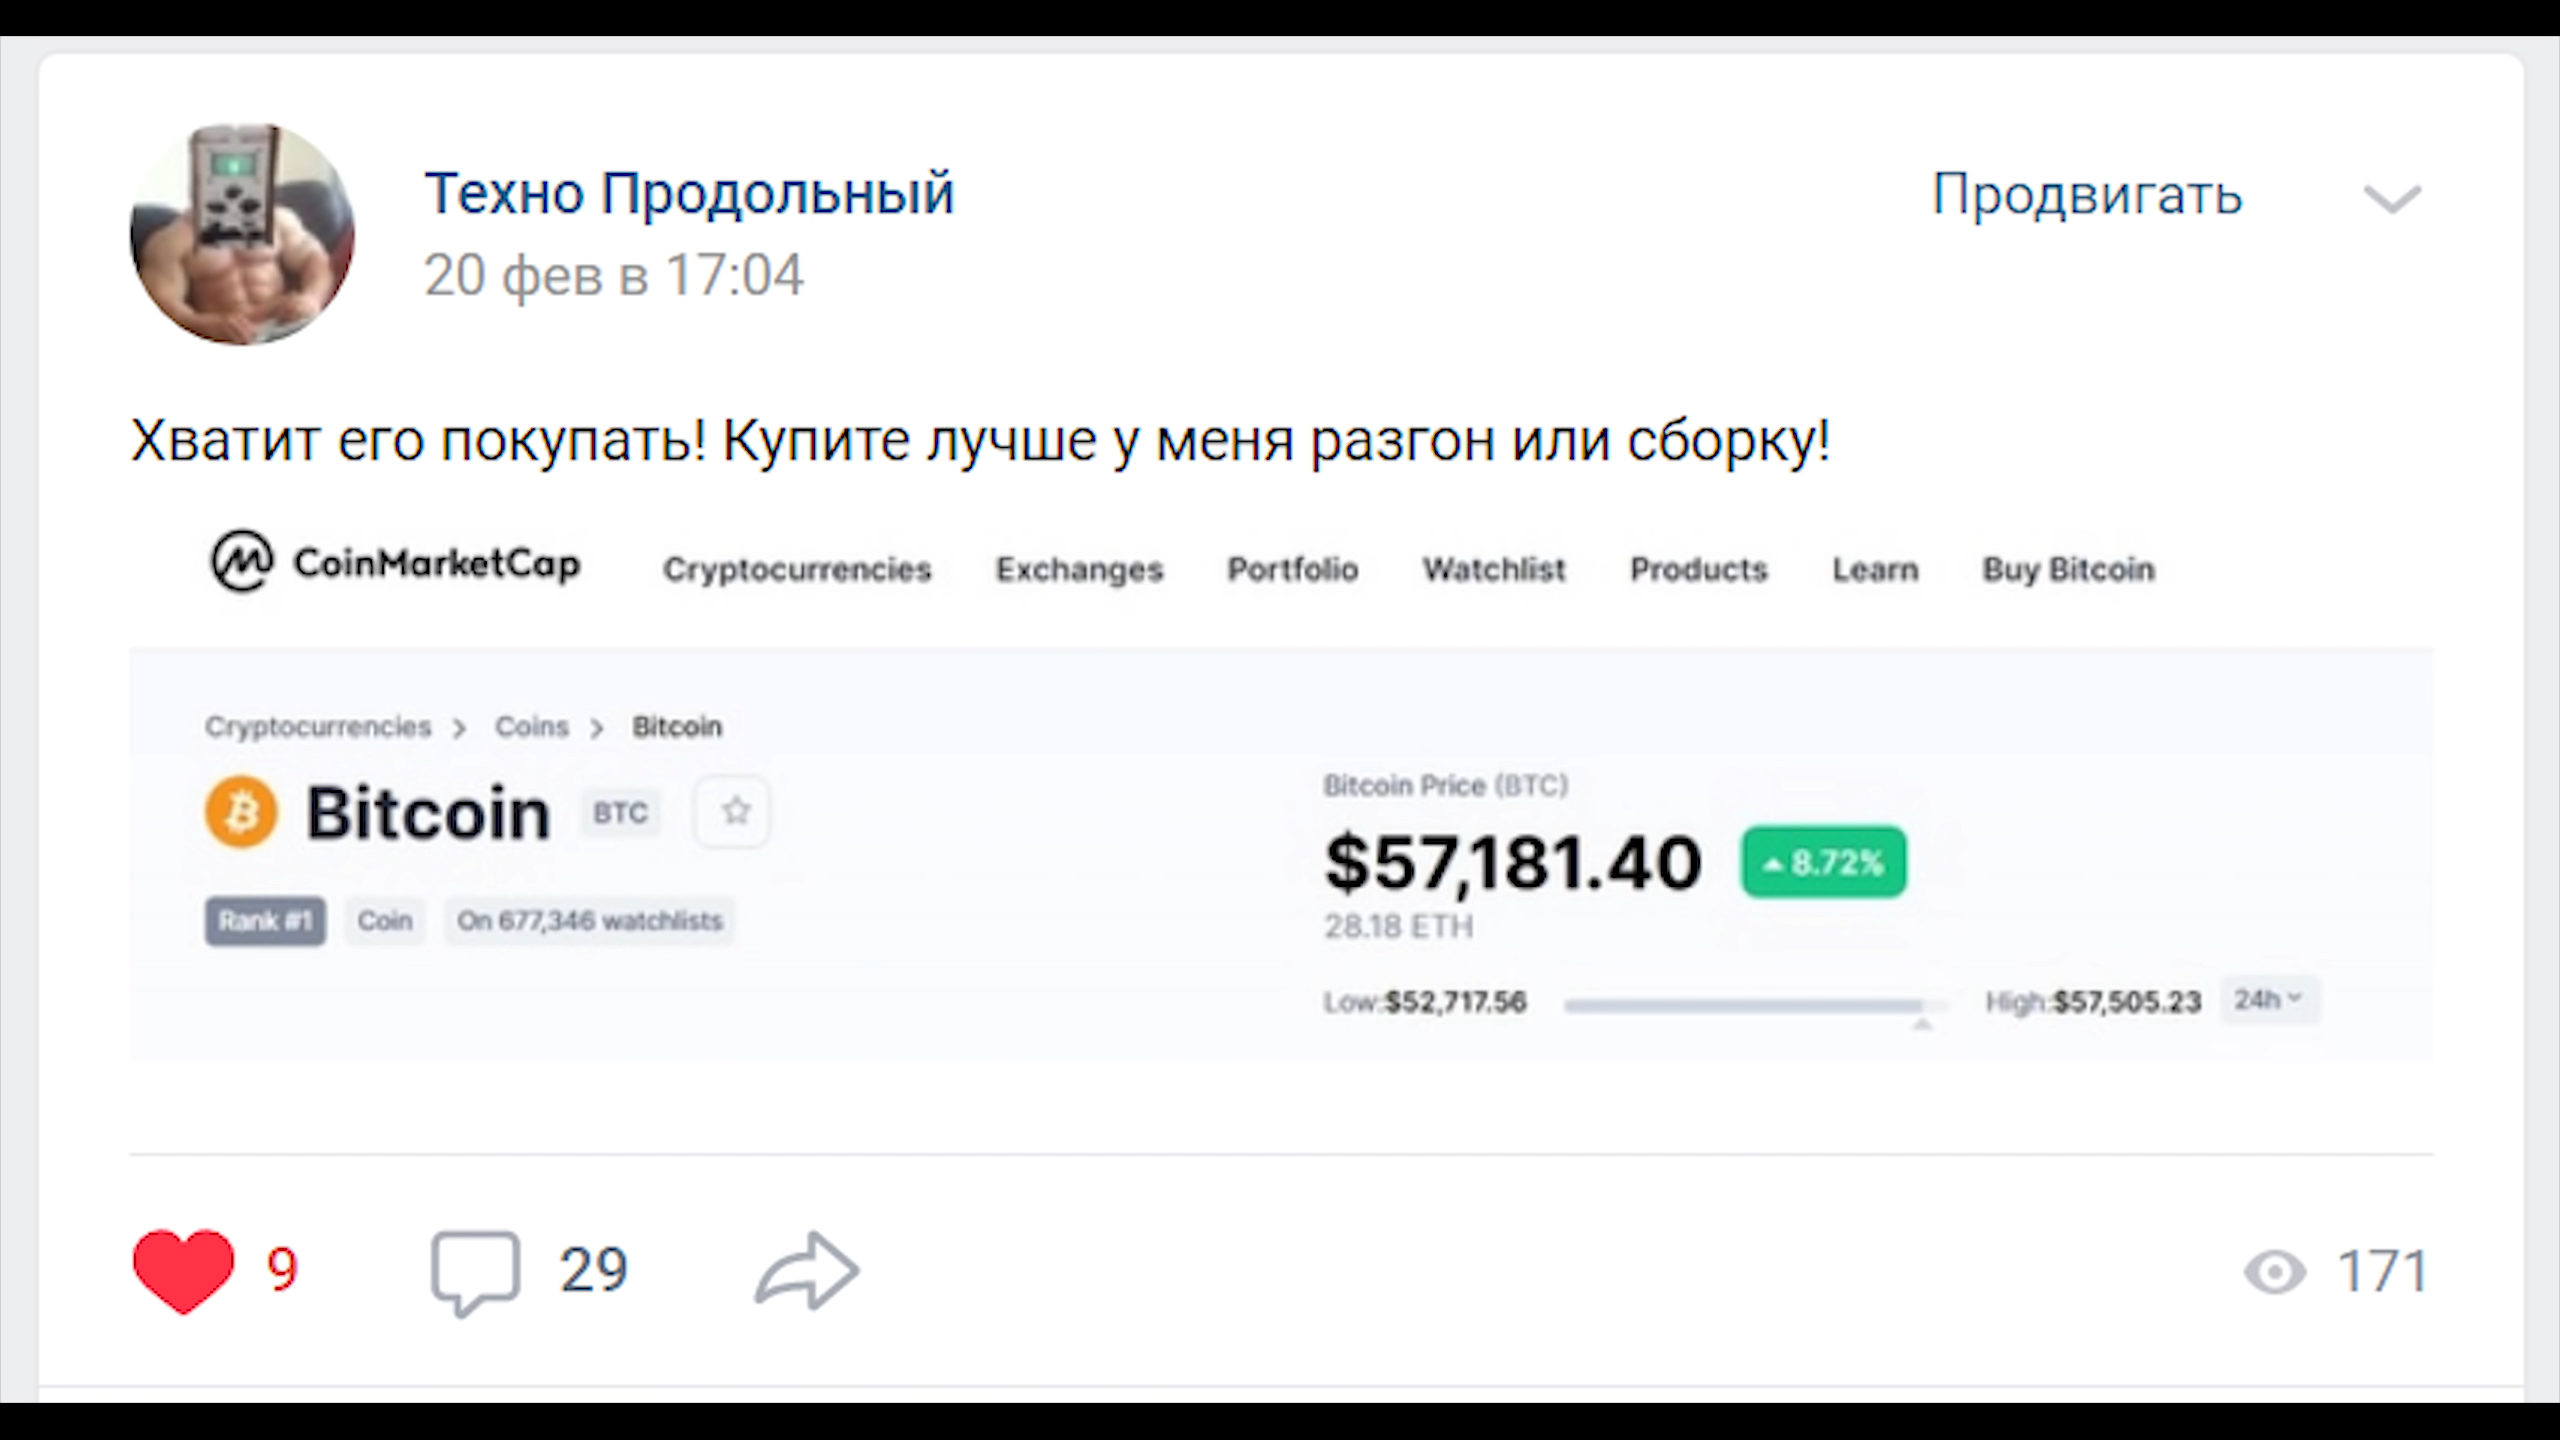 Техно Продольный
Продвигать
20 фев в 17:04
Хватит его покупать! Купите лучше у меня разгон или сборку!
CoinMarketCap Cryptocurrencies Exchanges Portfolio Watchlist Products Learn Buy Bitcoin
Cryptocurrencies > Coins > Bitcoin
Bitcoin BTC
Rank #1 Coin On 677,346 watchlists
Bitcoin Price (BTC)
$57,181.40 8.72%
28.18 ETH
Low:$52,717.56 High:$57,505.23 24h
9 29 171